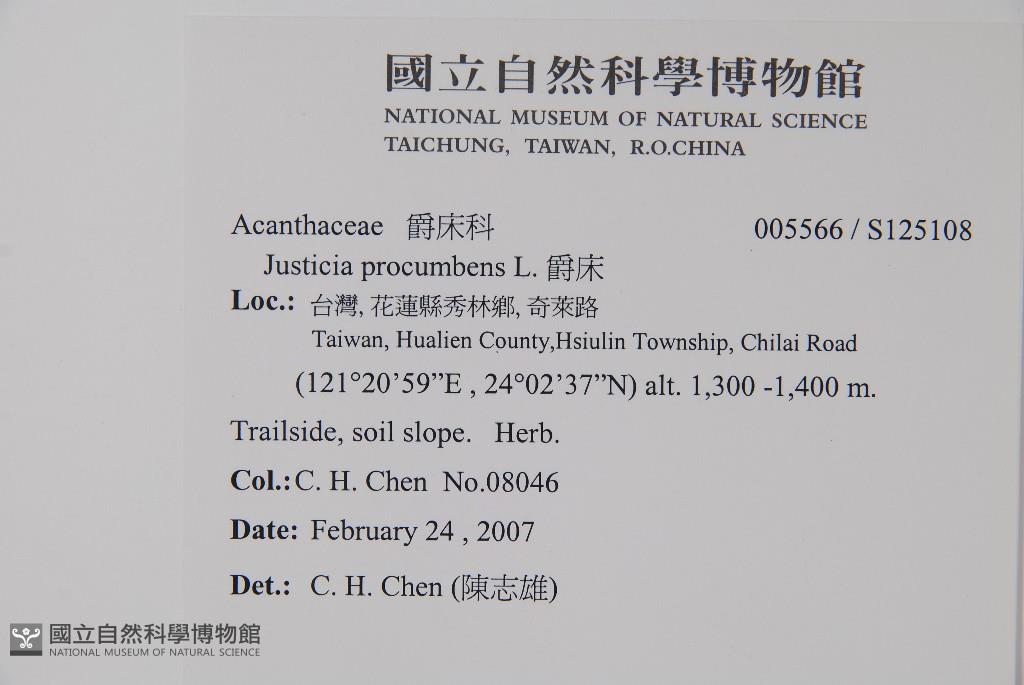 國立自然科學博物館
NATIONAL MUSEUM OF NATURAL SCIENCE
TAICHUNG, TAIWAN, R.O.CHINA
Acanthaceae 爵床科 005566 / S125108
Justicia procumbens L. 爵床
Loc.: 台灣, 花蓮縣秀林鄉, 奇萊路
Taiwan, Hualien County,Hsiulin Township, Chilai Road
(121°20’59”E , 24°02’37”N) alt. 1,300 -1,400 m.
Trailside, soil slope. Herb.
Col.: C. H. Chen No.08046
Date: February 24 , 2007
Det.: C. H. Chen (陳志雄)
國立自然科學博物館
NATIONAL MUSEUM OF NATURAL SCIENCE